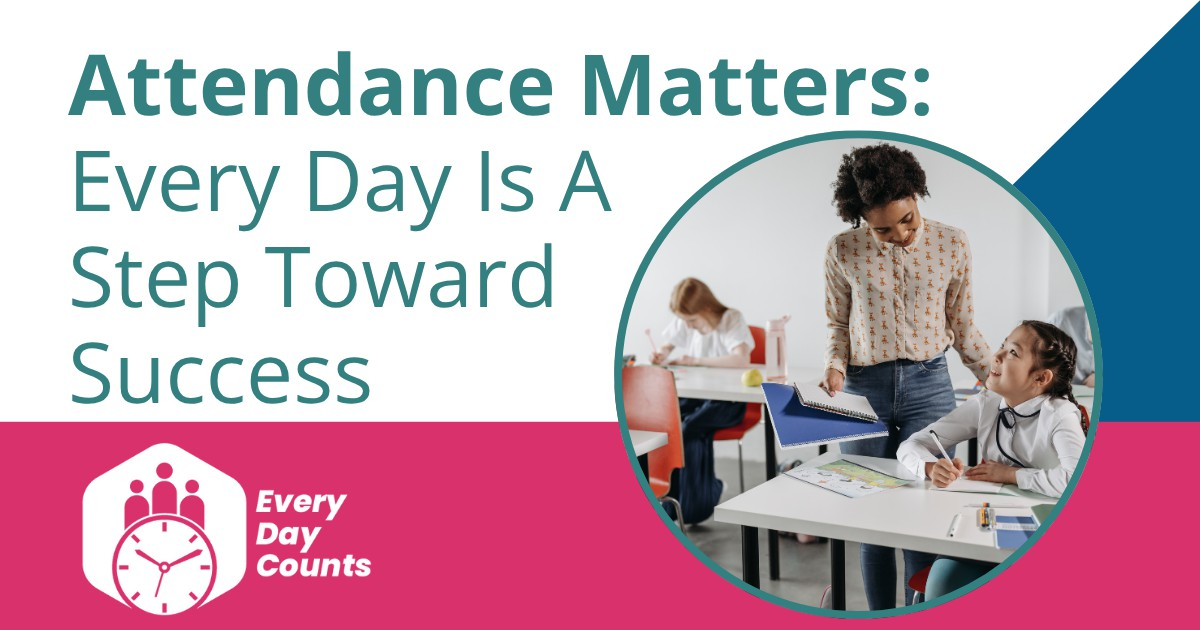 Attendance Matters:
Every Day Is A
Step Toward
Success
Every
Day
Counts